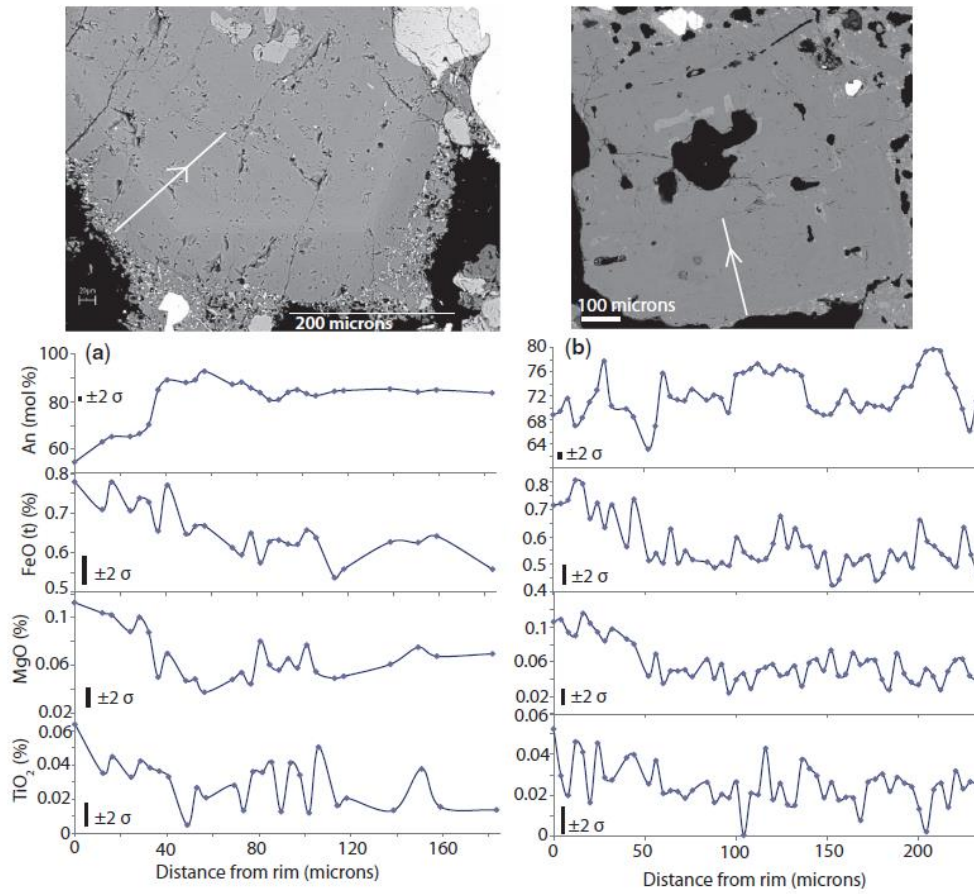 20µm
200 microns
100 microns
(a)
An (mol %)
100
80
60
±2 σ
FeO (t) (%)
0.8
0.7
0.6
0.5
±2 σ
MgO (%)
0.1
0.06
0.02
±2 σ
TiO2 (%)
0.06
0.04
0.02
0
±2 σ
0 40 80 120 160
Distance from rim (microns)
(b)
80
76
72
68
64
±2 σ
0.8
0.7
0.6
0.5
0.4
±2 σ
0.1
0.06
0.02
±2 σ
0.06
0.04
0.02
0
±2 σ
0 50 100 150 200
Distance from rim (microns)